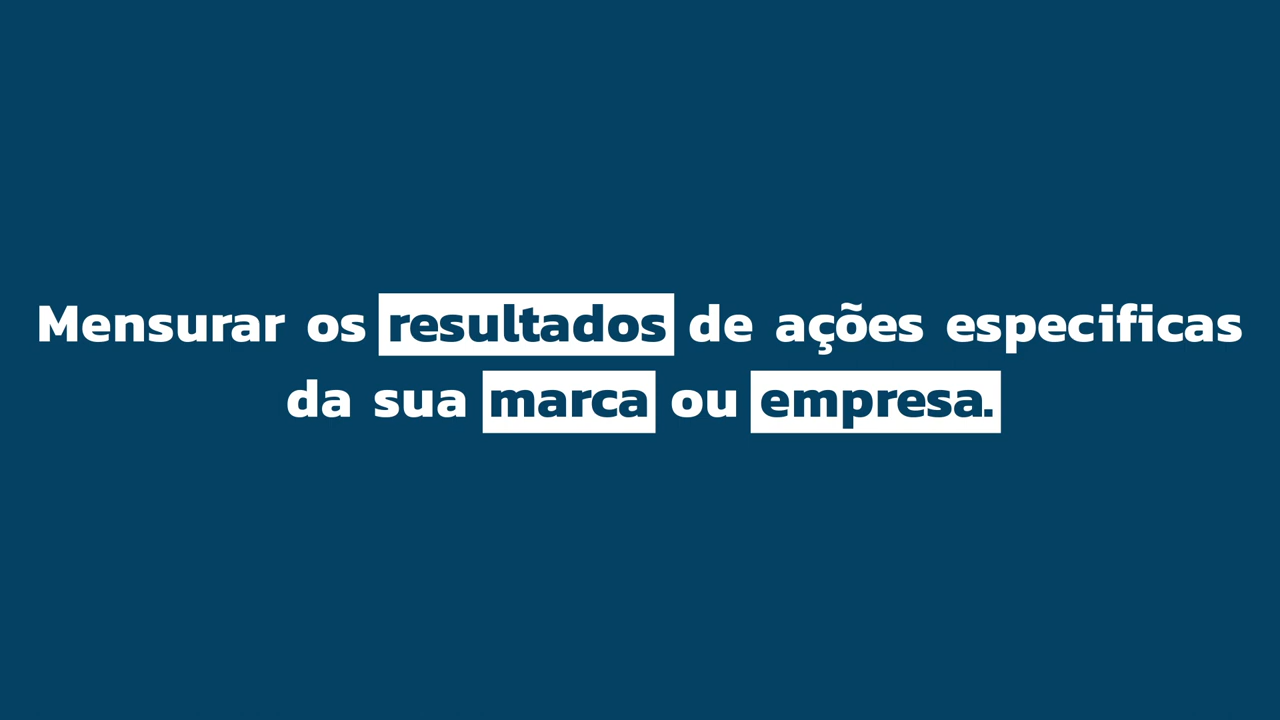 Mensurar os resultados de ações especificas
da sua marca ou empresa.